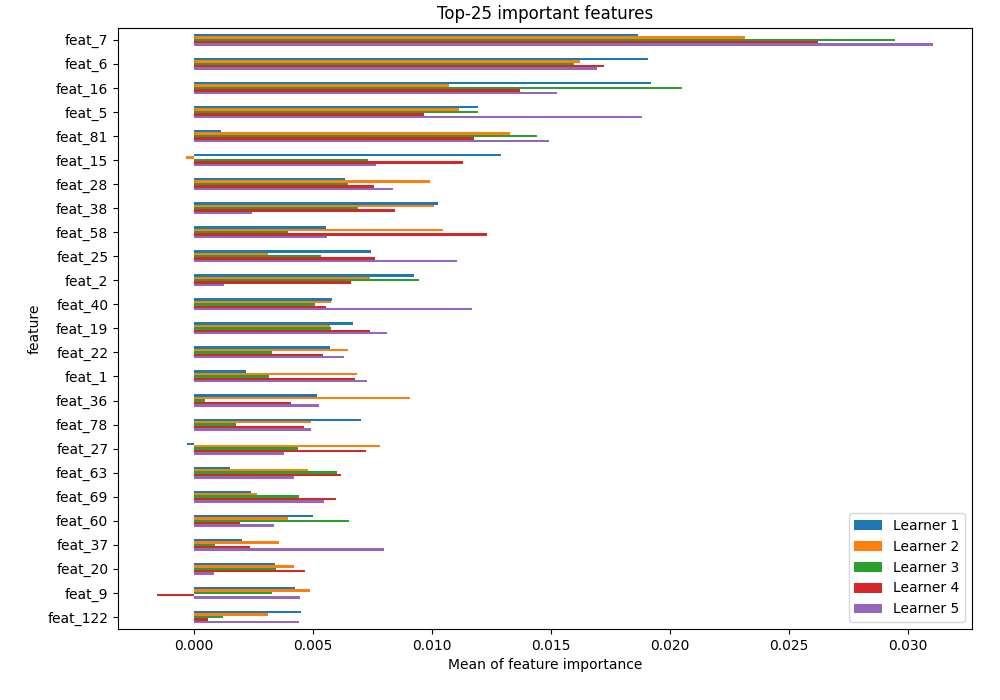 Top-25 important features
feature
feat_7
feat_6
feat_16
feat_5
feat_81
feat_15
feat_28
feat_38
feat_58
feat_25
feat_2
feat_40
feat_19
feat_22
feat_1
feat_36
feat_78
feat_27
feat_63
feat_69
feat_60
feat_37
feat_20
feat_9
feat_122
Learner 1
Learner 2
Learner 3
Learner 4
Learner 5
0.000 0.005 0.010 0.015 0.020 0.025 0.030
Mean of feature importance